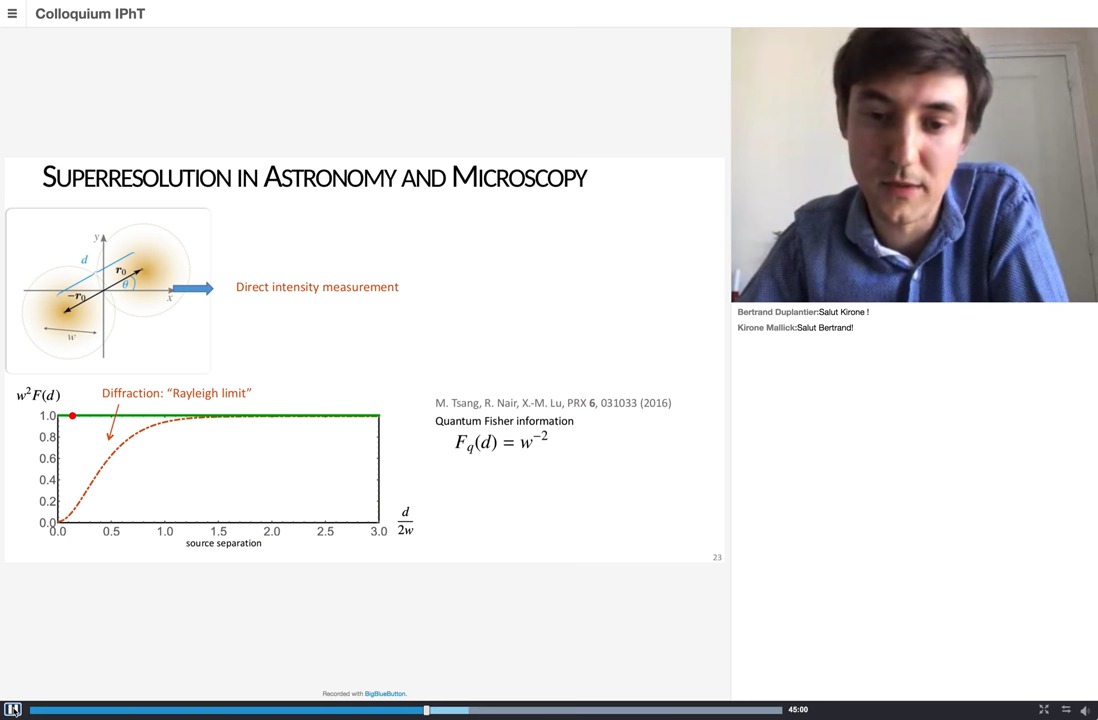 Colloquium IPhT
SUPERRESOLUTION IN ASTRONOMY AND MICROSCOPY
y
d
r₀
θ
−r₀
x
w
Direct intensity measurement
w²F(d)
Diffraction: “Rayleigh limit”
1.0
0.8
0.6
0.4
0.2
0.0
0.0 0.5 1.0 1.5 2.0 2.5 3.0
d
2w
source separation
M. Tsang, R. Nair, X.-M. Lu, PRX 6, 031033 (2016)
Quantum Fisher information
F_q(d) = w⁻²
23
Bertrand Duplantier:Salut Kirone !
Kirone Mallick:Salut Bertrand!
Recorded with BigBlueButton.
45:00